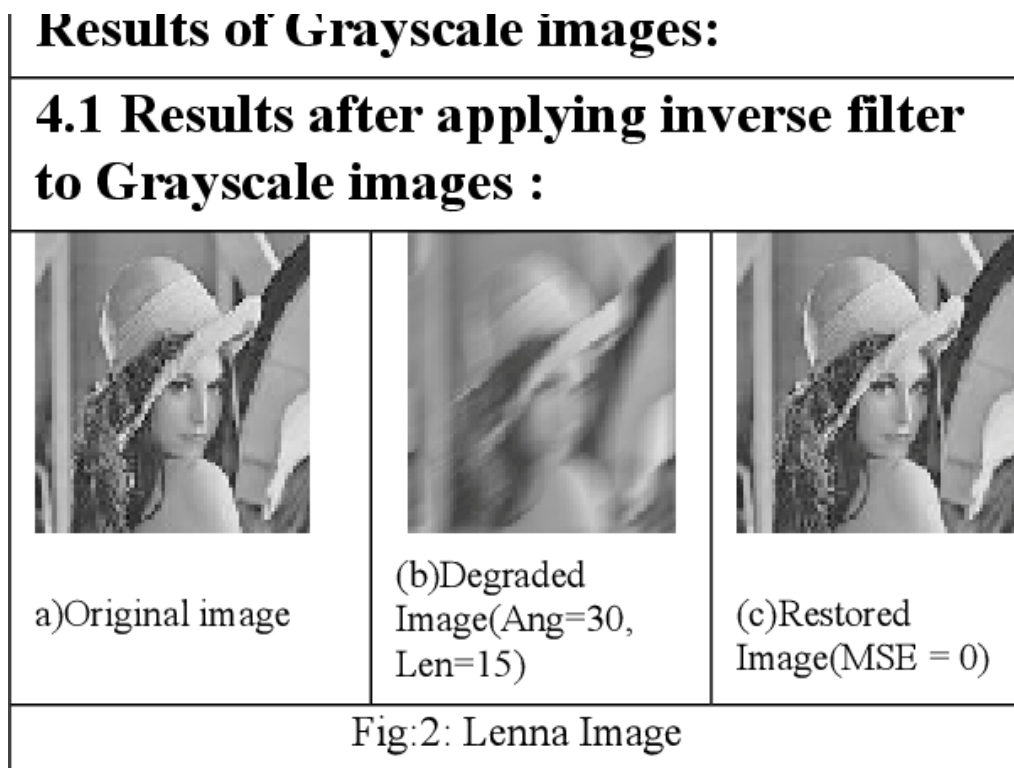 Results of Grayscale images:
4.1 Results after applying inverse filter
to Grayscale images :
a)Original image
(b)Degraded
Image(Ang=30,
Len=15)
(c)Restored
Image(MSE = 0)
Fig:2: Lenna Image